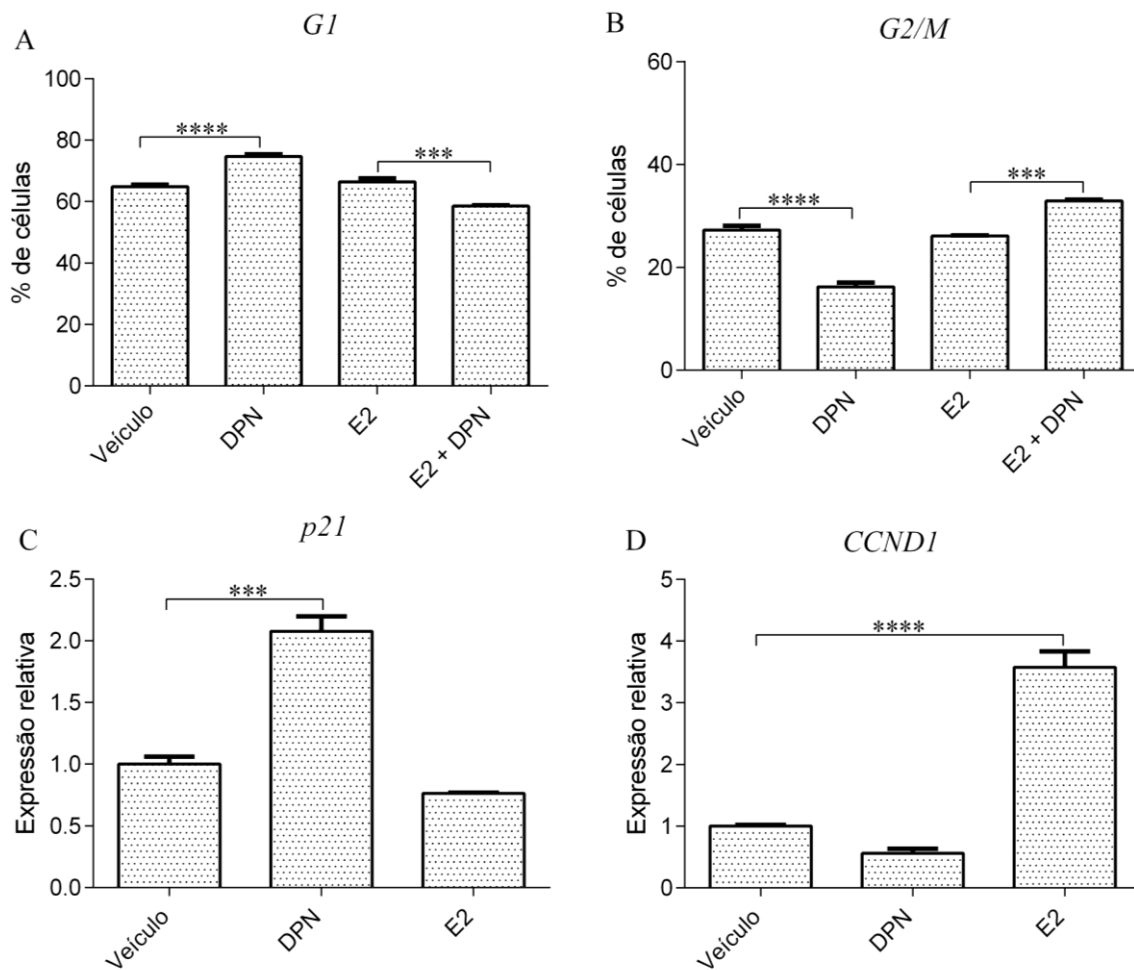 A
G1
% de células
100
80
60
40
20
0
****
***
Veículo
DPN
E2
E2 + DPN
B
G2/M
% de células
60
40
20
0
****
***
Veículo
DPN
E2
E2 + DPN
C
p21
Expressão relativa
2.5
2.0
1.5
1.0
0.5
0.0
***
Veículo
DPN
E2
D
CCND1
Expressão relativa
5
4
3
2
1
0
****
Veículo
DPN
E2